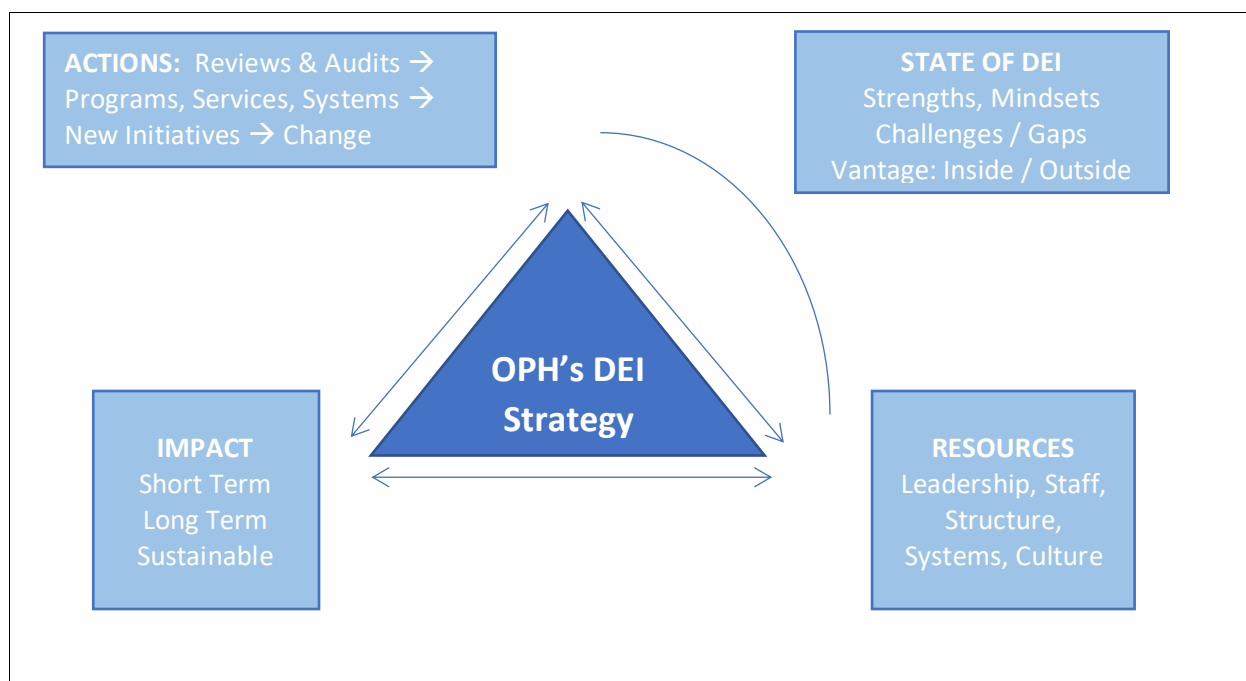 ACTIONS: Reviews & Audits →
Programs, Services, Systems →
New Initiatives → Change
STATE OF DEI
Strengths, Mindsets
Challenges / Gaps
Vantage: Inside / Outside
OPH's DEI
Strategy
IMPACT
Short Term
Long Term
Sustainable
RESOURCES
Leadership, Staff,
Structure,
Systems, Culture